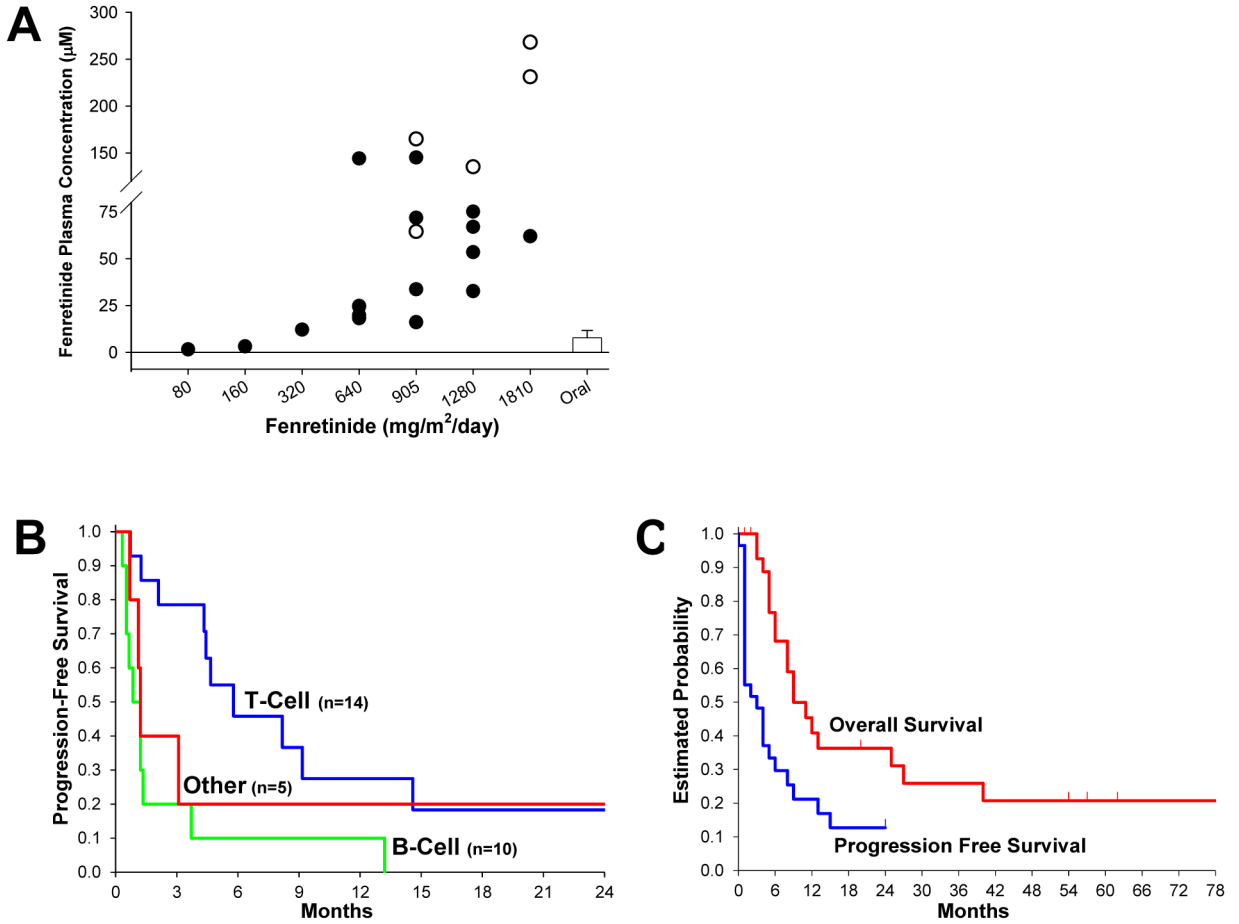 A
Fenretinide Plasma Concentration (μM)
300
250
200
150
75
50
25
0
80
160
320
640
905
1280
1810
Oral
Fenretinide (mg/m²/day)
B
Progression-Free Survival
1.0
0.9
0.8
0.7
0.6
0.5
0.4
0.3
0.2
0.1
0.0
T-Cell (n=14)
Other (n=5)
B-Cell (n=10)
0 3 6 9 12 15 18 21 24
Months
C
Estimated Probability
1.0
0.9
0.8
0.7
0.6
0.5
0.4
0.3
0.2
0.1
0.0
Overall Survival
Progression Free Survival
0 6 12 18 24 30 36 42 48 54 60 66 72 78
Months